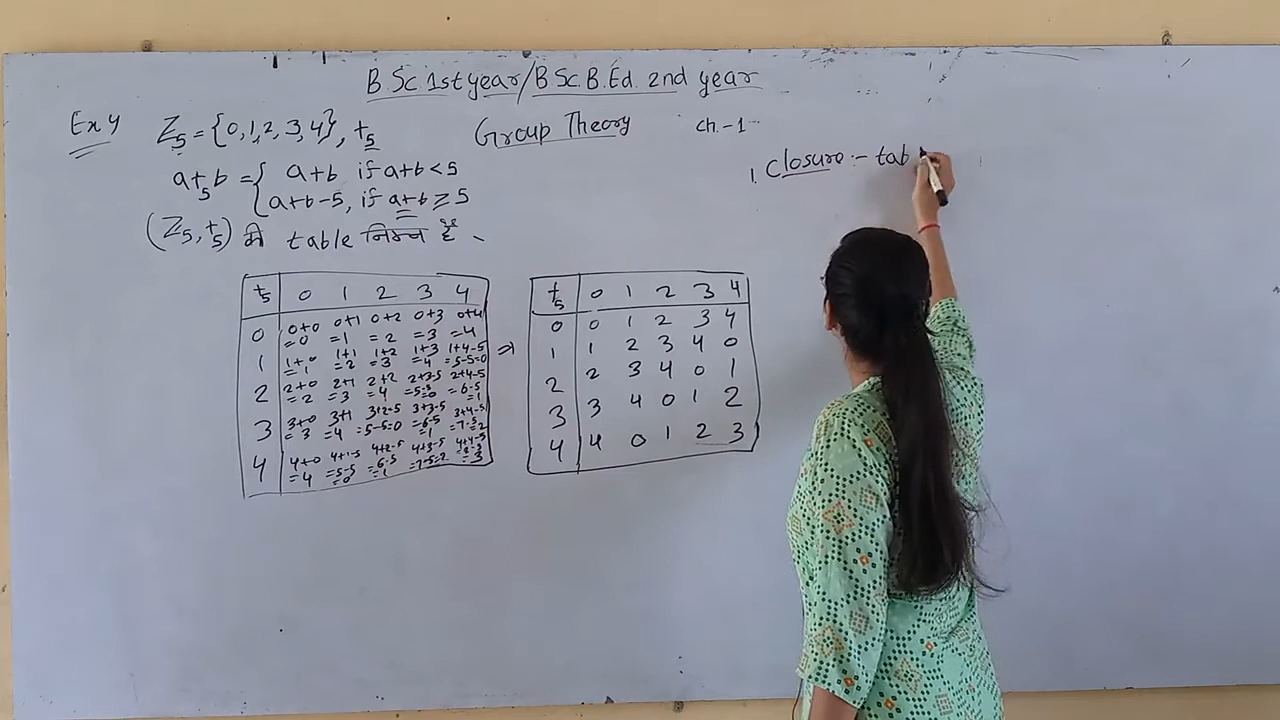 B.Sc 1st year/B.Sc.B.Ed. 2nd year
Ex 4 Z5 = {0,1,2,3,4}, +5 Group Theory ch.-1
a+5b = { a+b if a+b<5
a+b-5, if a+b ≥ 5
(Z5, +5) की table निम्न है -
1. Closure :- tab
+5 0 1 2 3 4
0 0+0 =0 0+1 =1 0+2 =2 0+3 =3 0+4 =4
1 1+0 =1 1+1 =2 1+2 =3 1+3 =4 1+4-5 =5-5=0
2 2+0 =2 2+1 =3 2+2 =4 2+3-5 =5-5 =0 2+4-5 =6-5 =1
3 3+0 =3 3+1 =4 3+2-5 =5-5=0 3+3-5 =6-5 =1 3+4-5 =7-5=2
4 4+0 =4 4+1-5 =5-5 =0 4+2-5 =6-5 =1 4+3-5 =7-5=2 4+4-5 =8-5 =3
⇒
+5 0 1 2 3 4
0 0 1 2 3 4
1 1 2 3 4 0
2 2 3 4 0 1
3 3 4 0 1 2
4 4 0 1 2 3